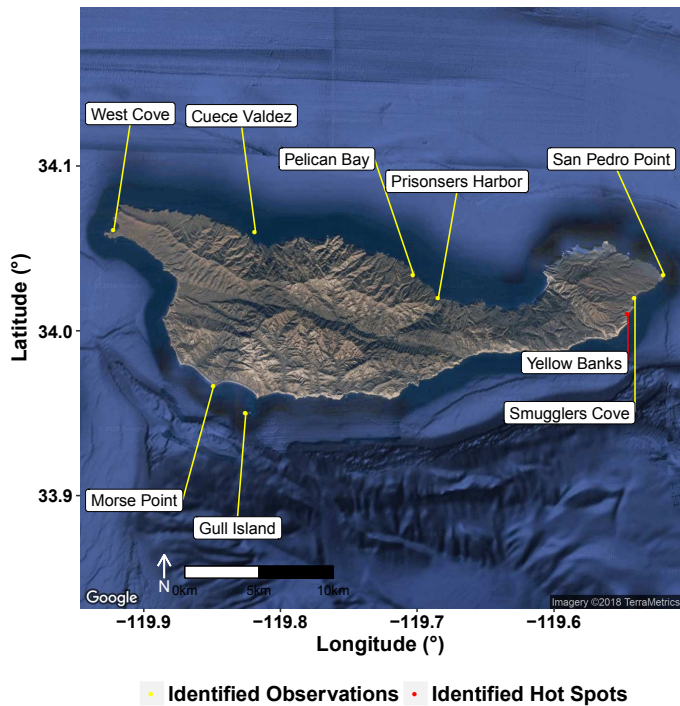 West Cove
Cuece Valdez
Pelican Bay
San Pedro Point
Prisonsers Harbor
34.1
34.0
33.9
Latitude (°)
Yellow Banks
Smugglers Cove
Morse Point
Gull Island
N
0km 5km 10km
Google
Imagery ©2018 TerraMetrics
−119.9 −119.8 −119.7 −119.6
Longitude (°)
Identified Observations Identified Hot Spots